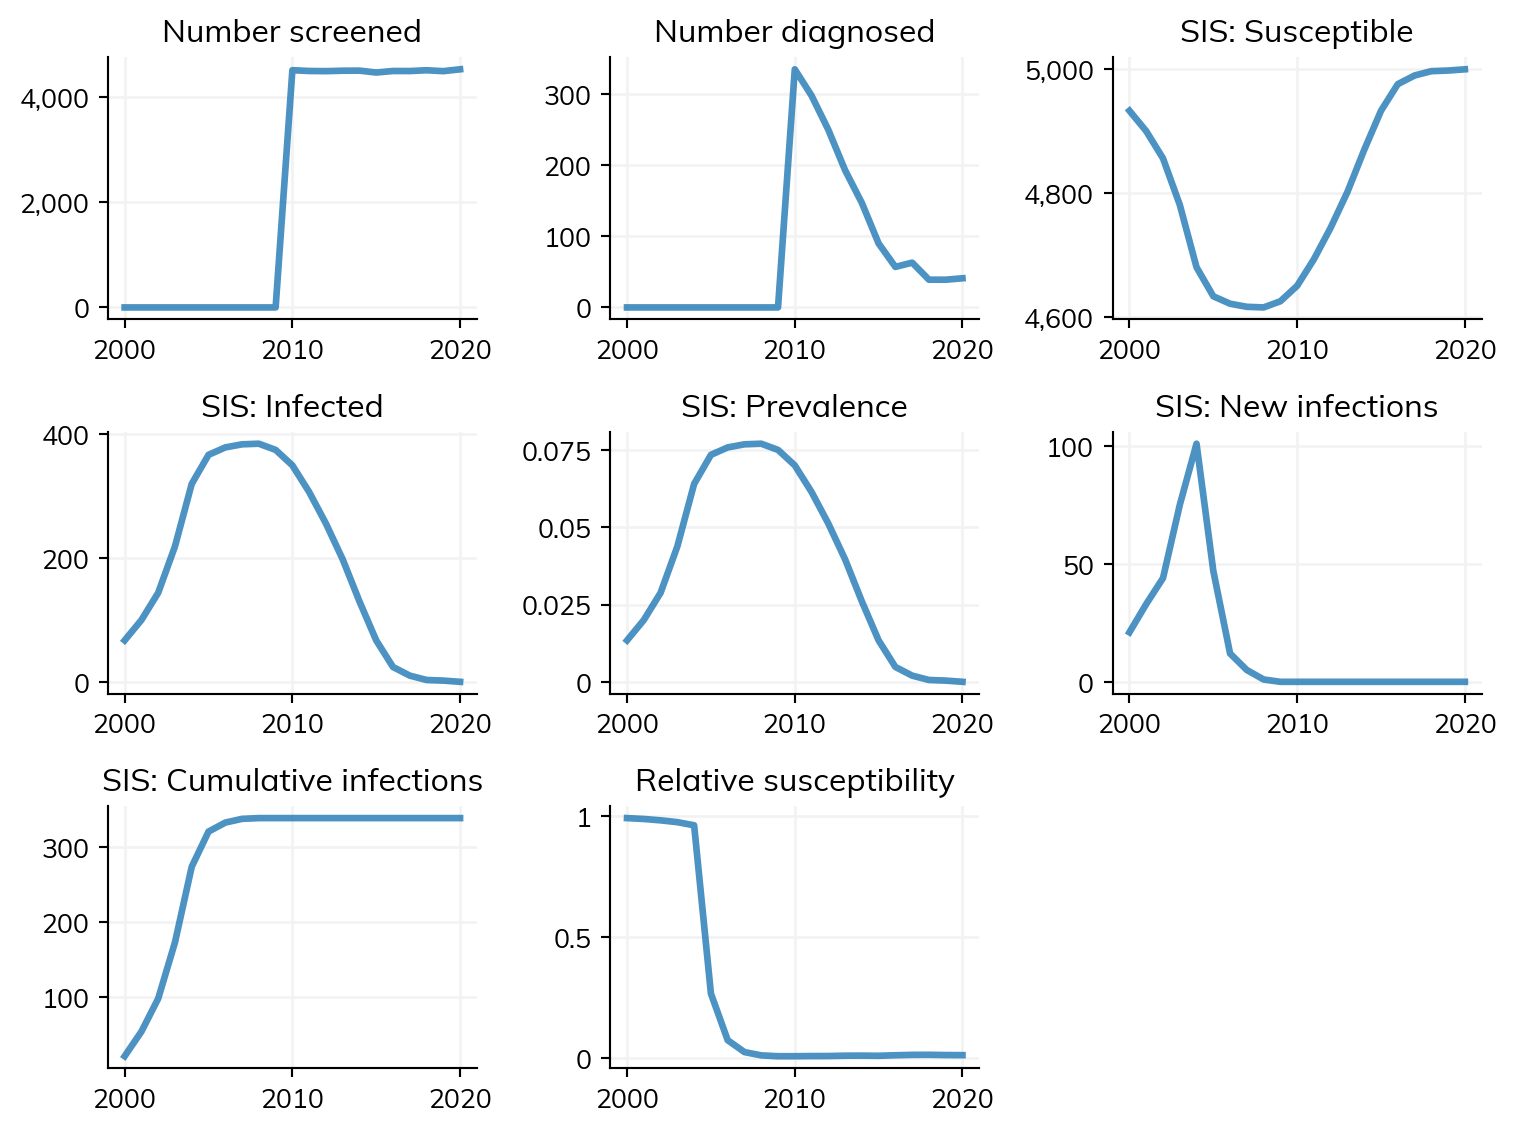 Number screened
4,000
2,000
0
2000 2010 2020
Number diagnosed
300
200
100
0
2000 2010 2020
SIS: Susceptible
5,000
4,800
4,600
2000 2010 2020
SIS: Infected
400
200
0
2000 2010 2020
SIS: Prevalence
0.075
0.05
0.025
0
2000 2010 2020
SIS: New infections
100
50
0
2000 2010 2020
SIS: Cumulative infections
300
200
100
2000 2010 2020
Relative susceptibility
1
0.5
0
2000 2010 2020